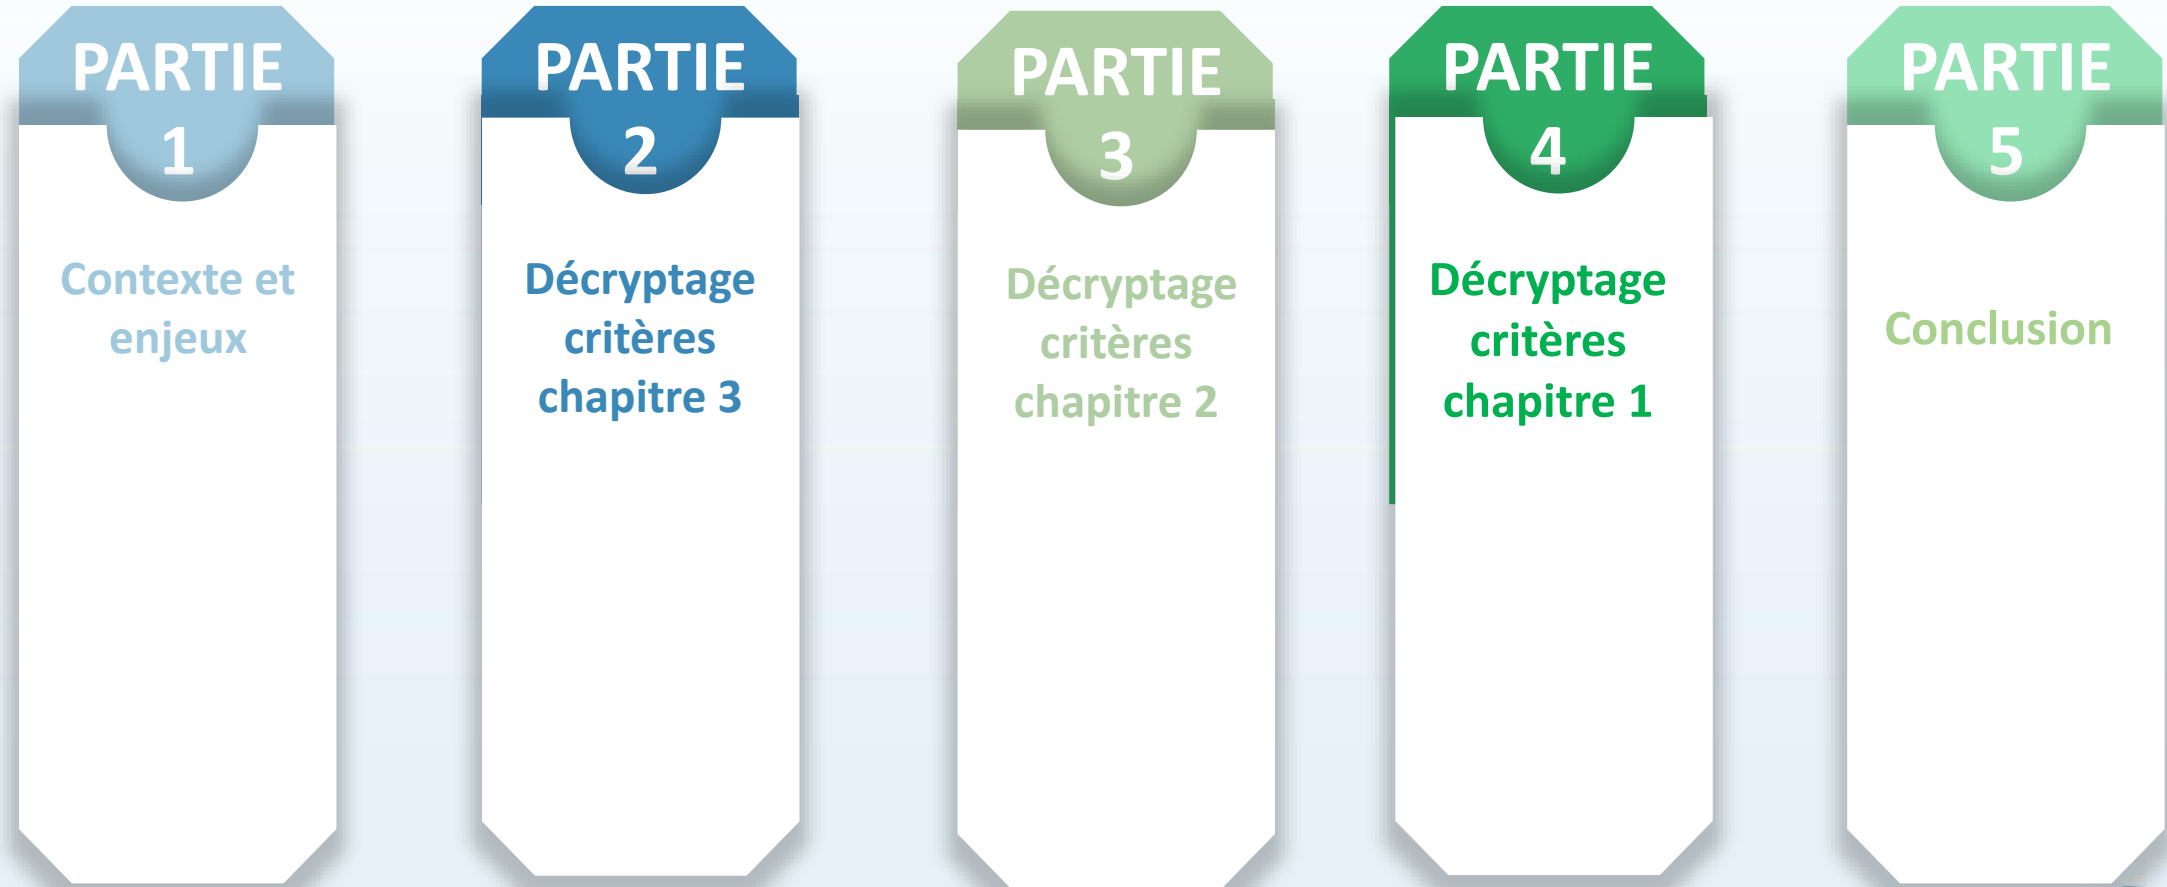 PARTIE
1
Contexte et
enjeux
PARTIE
2
Décryptage
critères
chapitre 3
PARTIE
3
Décryptage
critères
chapitre 2
PARTIE
4
Décryptage
critères
chapitre 1
PARTIE
5
Conclusion